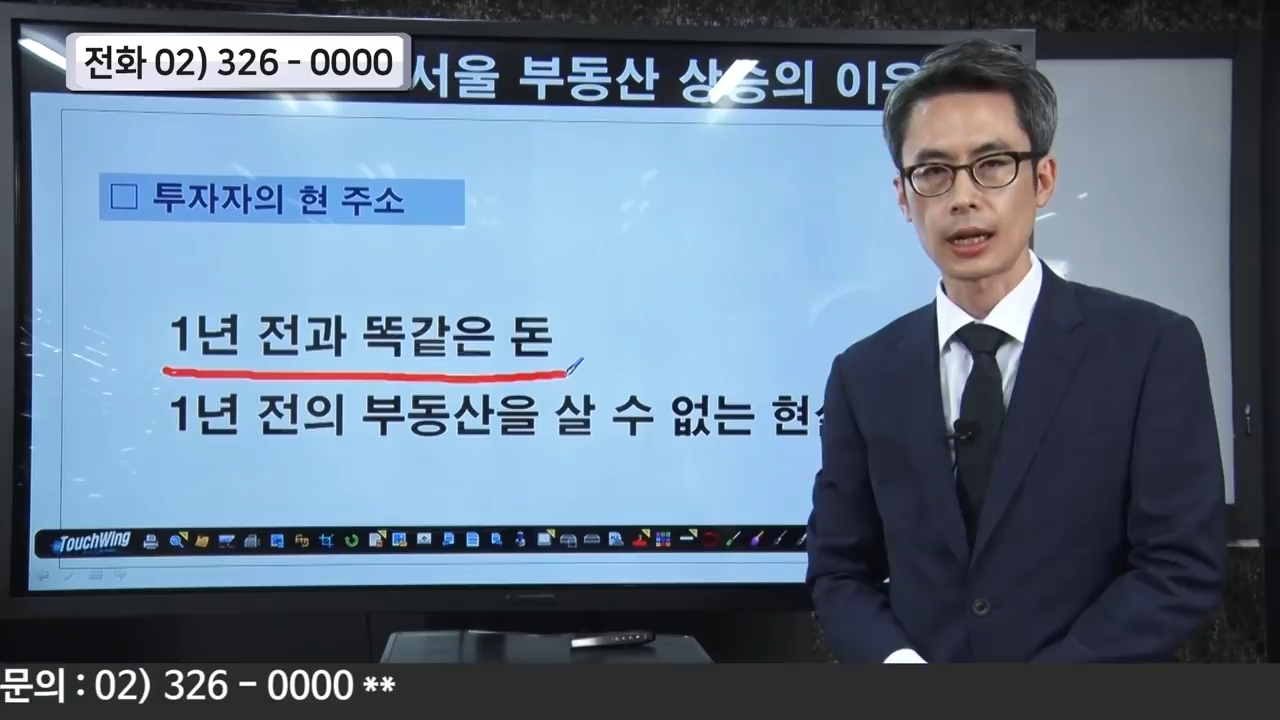 전화 02) 326 - 0000
서울 부동산 상승의 이유
□ 투자자의 현 주소
1년 전과 똑같은 돈
1년 전의 부동산을 살 수 없는
TouchWing
문의 : 02) 326 - 0000 **